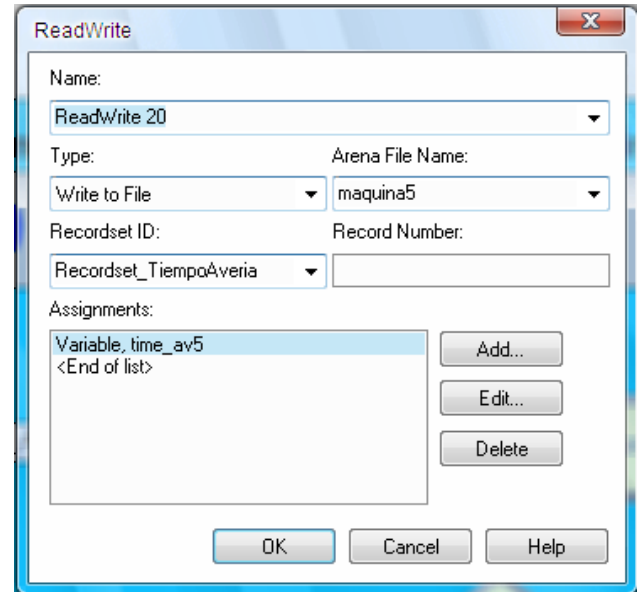 ReadWrite
Name:
ReadWrite 20
Type: Arena File Name:
Write to File maquina5
Recordset ID: Record Number:
Recordset_TiempoAveria
Assignments:
Variable, time_av5
<End of list>
Add...
Edit...
Delete
OK Cancel Help